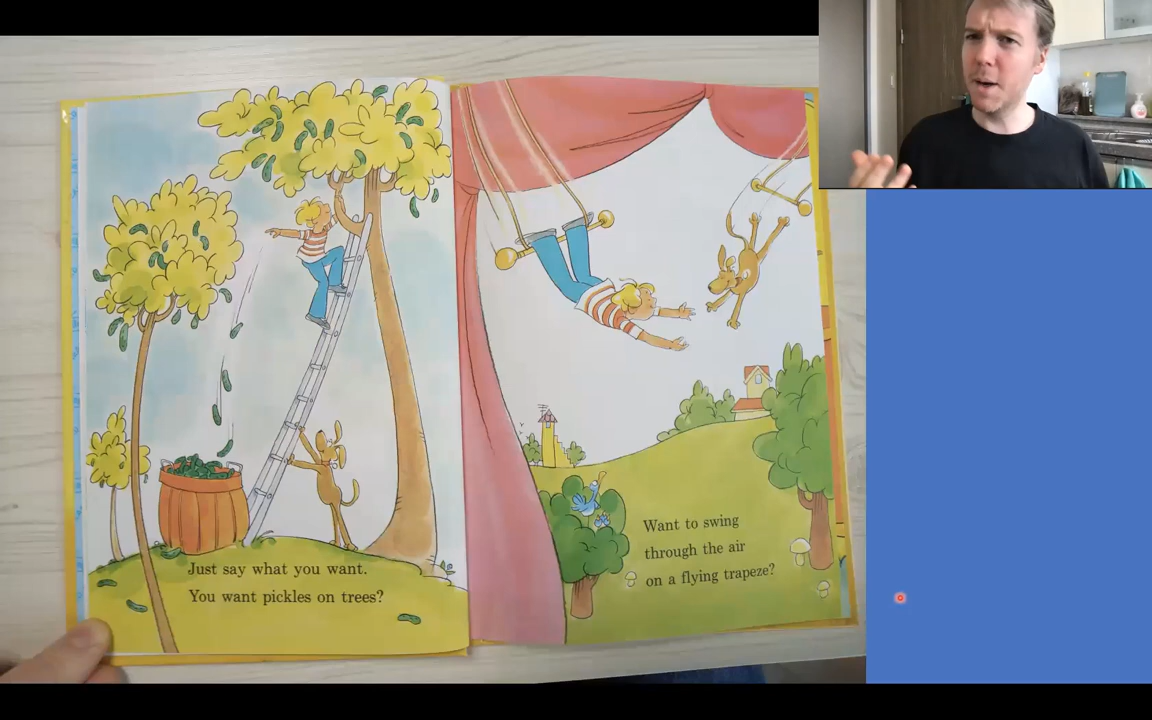 Just say what you want.
You want pickles on trees?
Want to swing
through the air
on a flying trapeze?